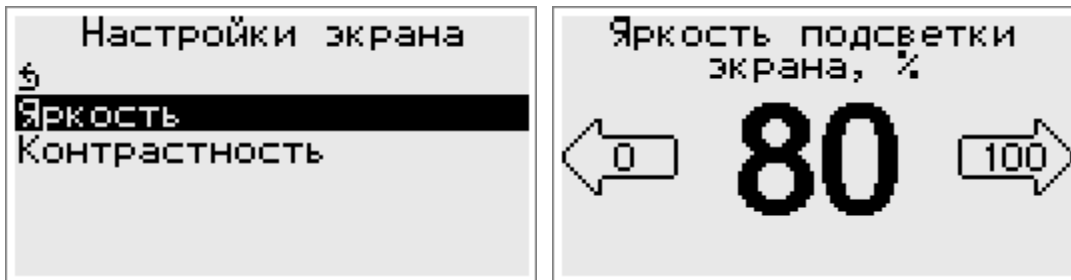 Настройки экрана
Яркость
Контрастность
Яркость подсветки
экрана, %
0
80
100